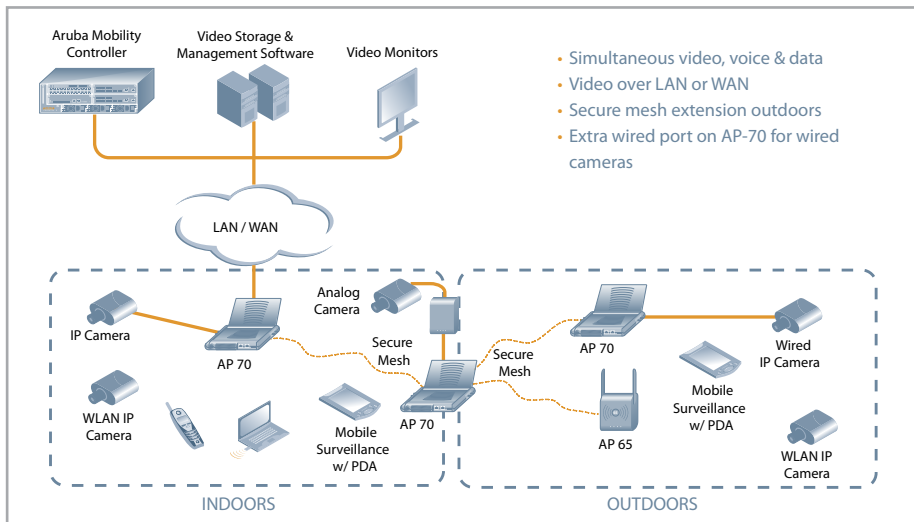 Aruba Mobility
Controller
Video Storage &
Management Software
Video Monitors
• Simultaneous video, voice & data
• Video over LAN or WAN
• Secure mesh extension outdoors
• Extra wired port on AP-70 for wired
cameras
LAN / WAN
IP Camera
AP 70
Analog
Camera
Secure
Mesh
WLAN IP
Camera
Mobile
Surveillance
w/ PDA
AP 70
INDOORS
Secure
Mesh
AP 70
Wired
IP Camera
AP 65
Mobile
Surveillance
w/ PDA
WLAN IP
Camera
OUTDOORS